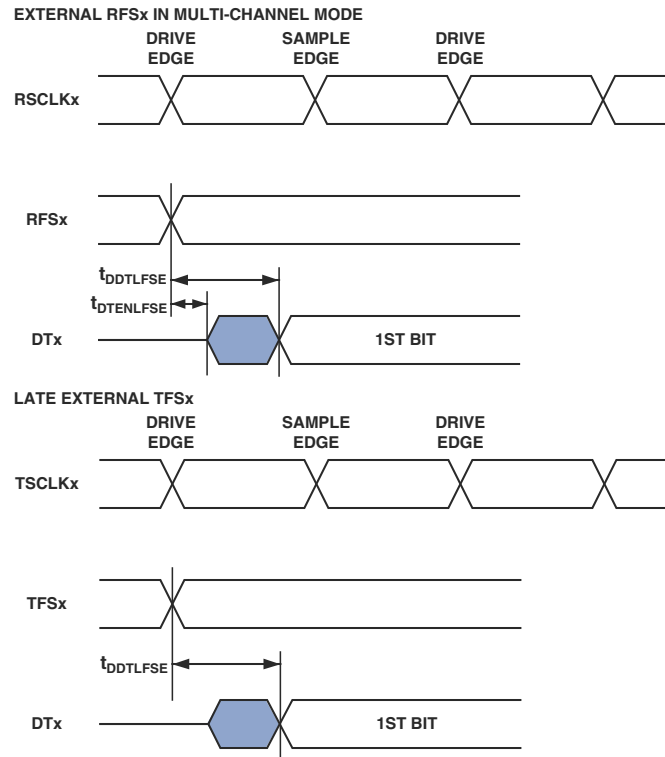 EXTERNAL RFSx IN MULTI-CHANNEL MODE
DRIVE EDGE
SAMPLE EDGE
DRIVE EDGE
RSCLKx
RFSx
tDDTLFSE
tDTENLFSE
DTx
1ST BIT
LATE EXTERNAL TFSx
DRIVE EDGE
SAMPLE EDGE
DRIVE EDGE
TSCLKx
TFSx
tDDTLFSE
DTx
1ST BIT